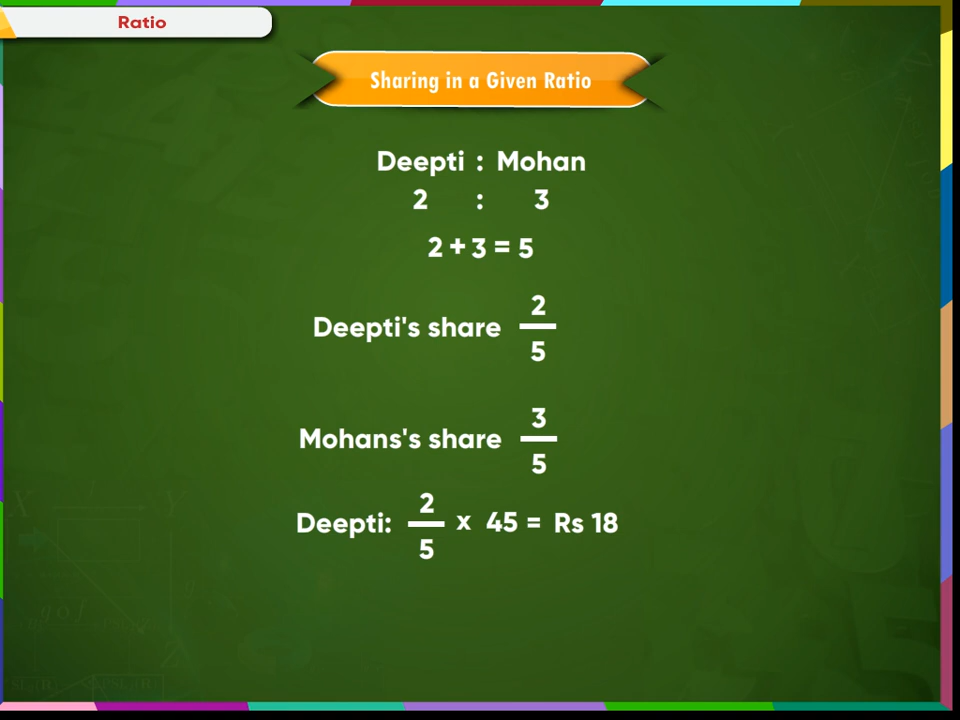 Ratio
Sharing in a Given Ratio
Deepti : Mohan
2 : 3
2 + 3 = 5
Deepti's share 2/5
Mohans's share 3/5
Deepti: 2/5 x 45 = Rs 18